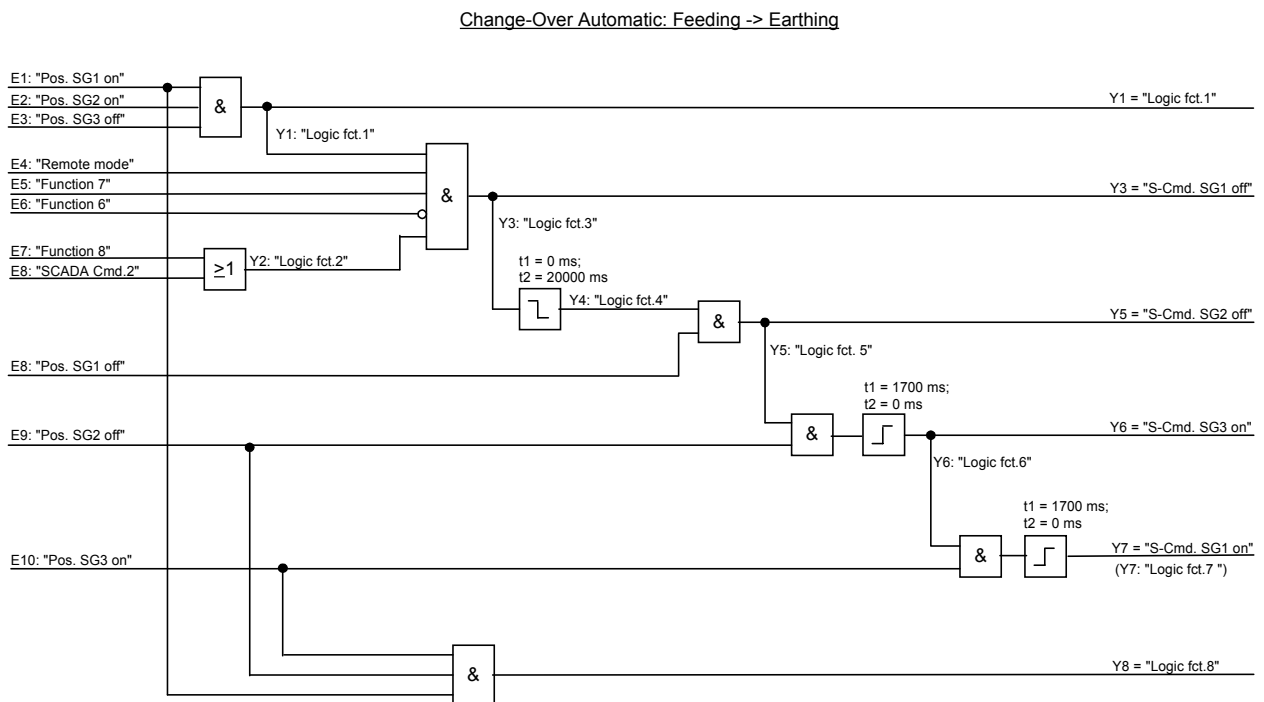 Change-Over Automatic: Feeding -> Earthing
E1: "Pos. SG1 on"
E2: "Pos. SG2 on"
E3: "Pos. SG3 off"
&
Y1 = "Logic fct.1"
Y1: "Logic fct.1"
E4: "Remote mode"
E5: "Function 7"
E6: "Function 6"
&
Y3 = "S-Cmd. SG1 off"
Y3: "Logic fct.3"
E7: "Function 8"
E8: "SCADA Cmd.2"
≥1
Y2: "Logic fct.2"
t1 = 0 ms;
t2 = 20000 ms
Y4: "Logic fct.4"
&
Y5 = "S-Cmd. SG2 off"
Y5: "Logic fct. 5"
E8: "Pos. SG1 off"
t1 = 1700 ms;
t2 = 0 ms
E9: "Pos. SG2 off"
&
Y6 = "S-Cmd. SG3 on"
Y6: "Logic fct.6"
t1 = 1700 ms;
t2 = 0 ms
E10: "Pos. SG3 on"
&
Y7 = "S-Cmd. SG1 on"
(Y7: "Logic fct.7 ")
&
Y8 = "Logic fct.8"